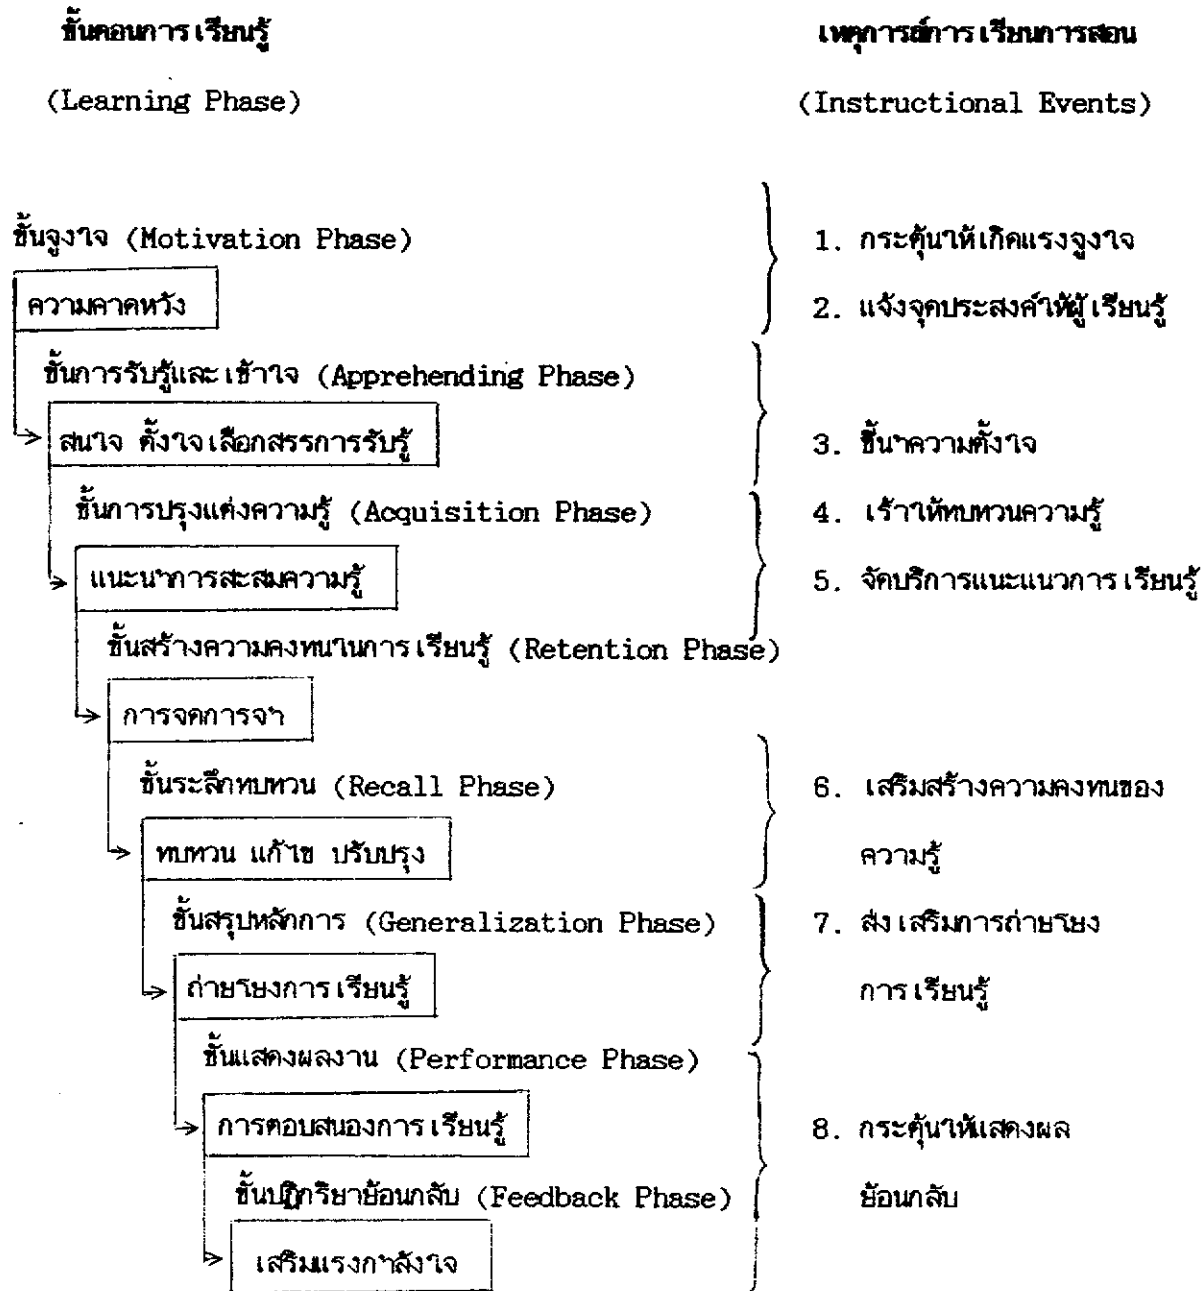 ขั้นตอนการเรียนรู้
(Learning Phase)
เหตุการณ์การเรียนการสอน
(Instructional Events)
ขั้นจูงใจ (Motivation Phase)
ความคาดหวัง
ขั้นการรับรู้และเข้าใจ (Apprehending Phase)
สนใจ ตั้งใจเลือกสรรการรับรู้
ขั้นการปรุงแต่งความรู้ (Acquisition Phase)
แนะนำการสะสมความรู้
ขั้นสร้างความคงทนในการเรียนรู้ (Retention Phase)
การจดการจำ
ขั้นระลึกทบทวน (Recall Phase)
ทบทวน แก้ไข ปรับปรุง
ขั้นสรุปหลักการ (Generalization Phase)
ถ่ายโยงการเรียนรู้
ขั้นแสดงผลงาน (Performance Phase)
การตอบสนองการเรียนรู้
ขั้นปฏิกริยาย้อนกลับ (Feedback Phase)
เสริมแรงกำลังใจ
1. กระตุ้นให้เกิดแรงจูงใจ
2. แจ้งจุดประสงค์ให้ผู้เรียนรู้
3. ชี้นำความตั้งใจ
4. เร้าให้ทบทวนความรู้
5. จัดบริการแนะแนวการเรียนรู้
6. เสริมสร้างความคงทนของ
ความรู้
7. ส่งเสริมการถ่ายโยง
การเรียนรู้
8. กระตุ้นให้แสดงผล
ย้อนกลับ